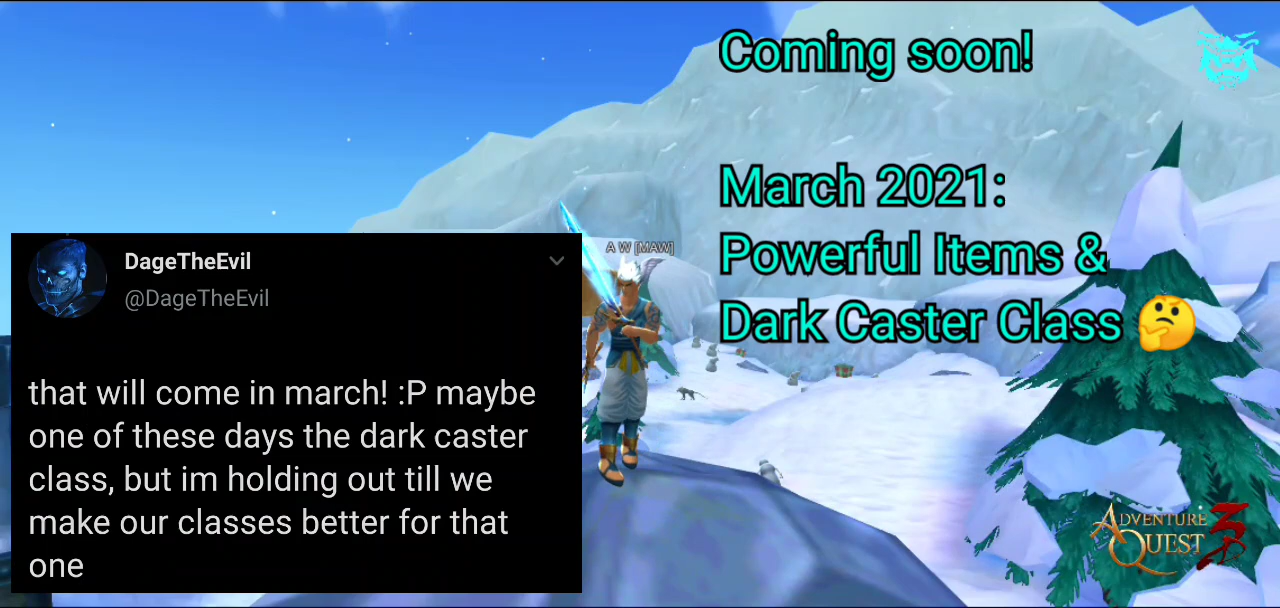 Coming soon!
March 2021:
Powerful Items &
Dark Caster Class 🤔
A W [MAW]
DageTheEvil
@DageTheEvil
that will come in march! :P maybe
one of these days the dark caster
class, but im holding out till we
make our classes better for that
one
ADVENTURE
QUEST 3D